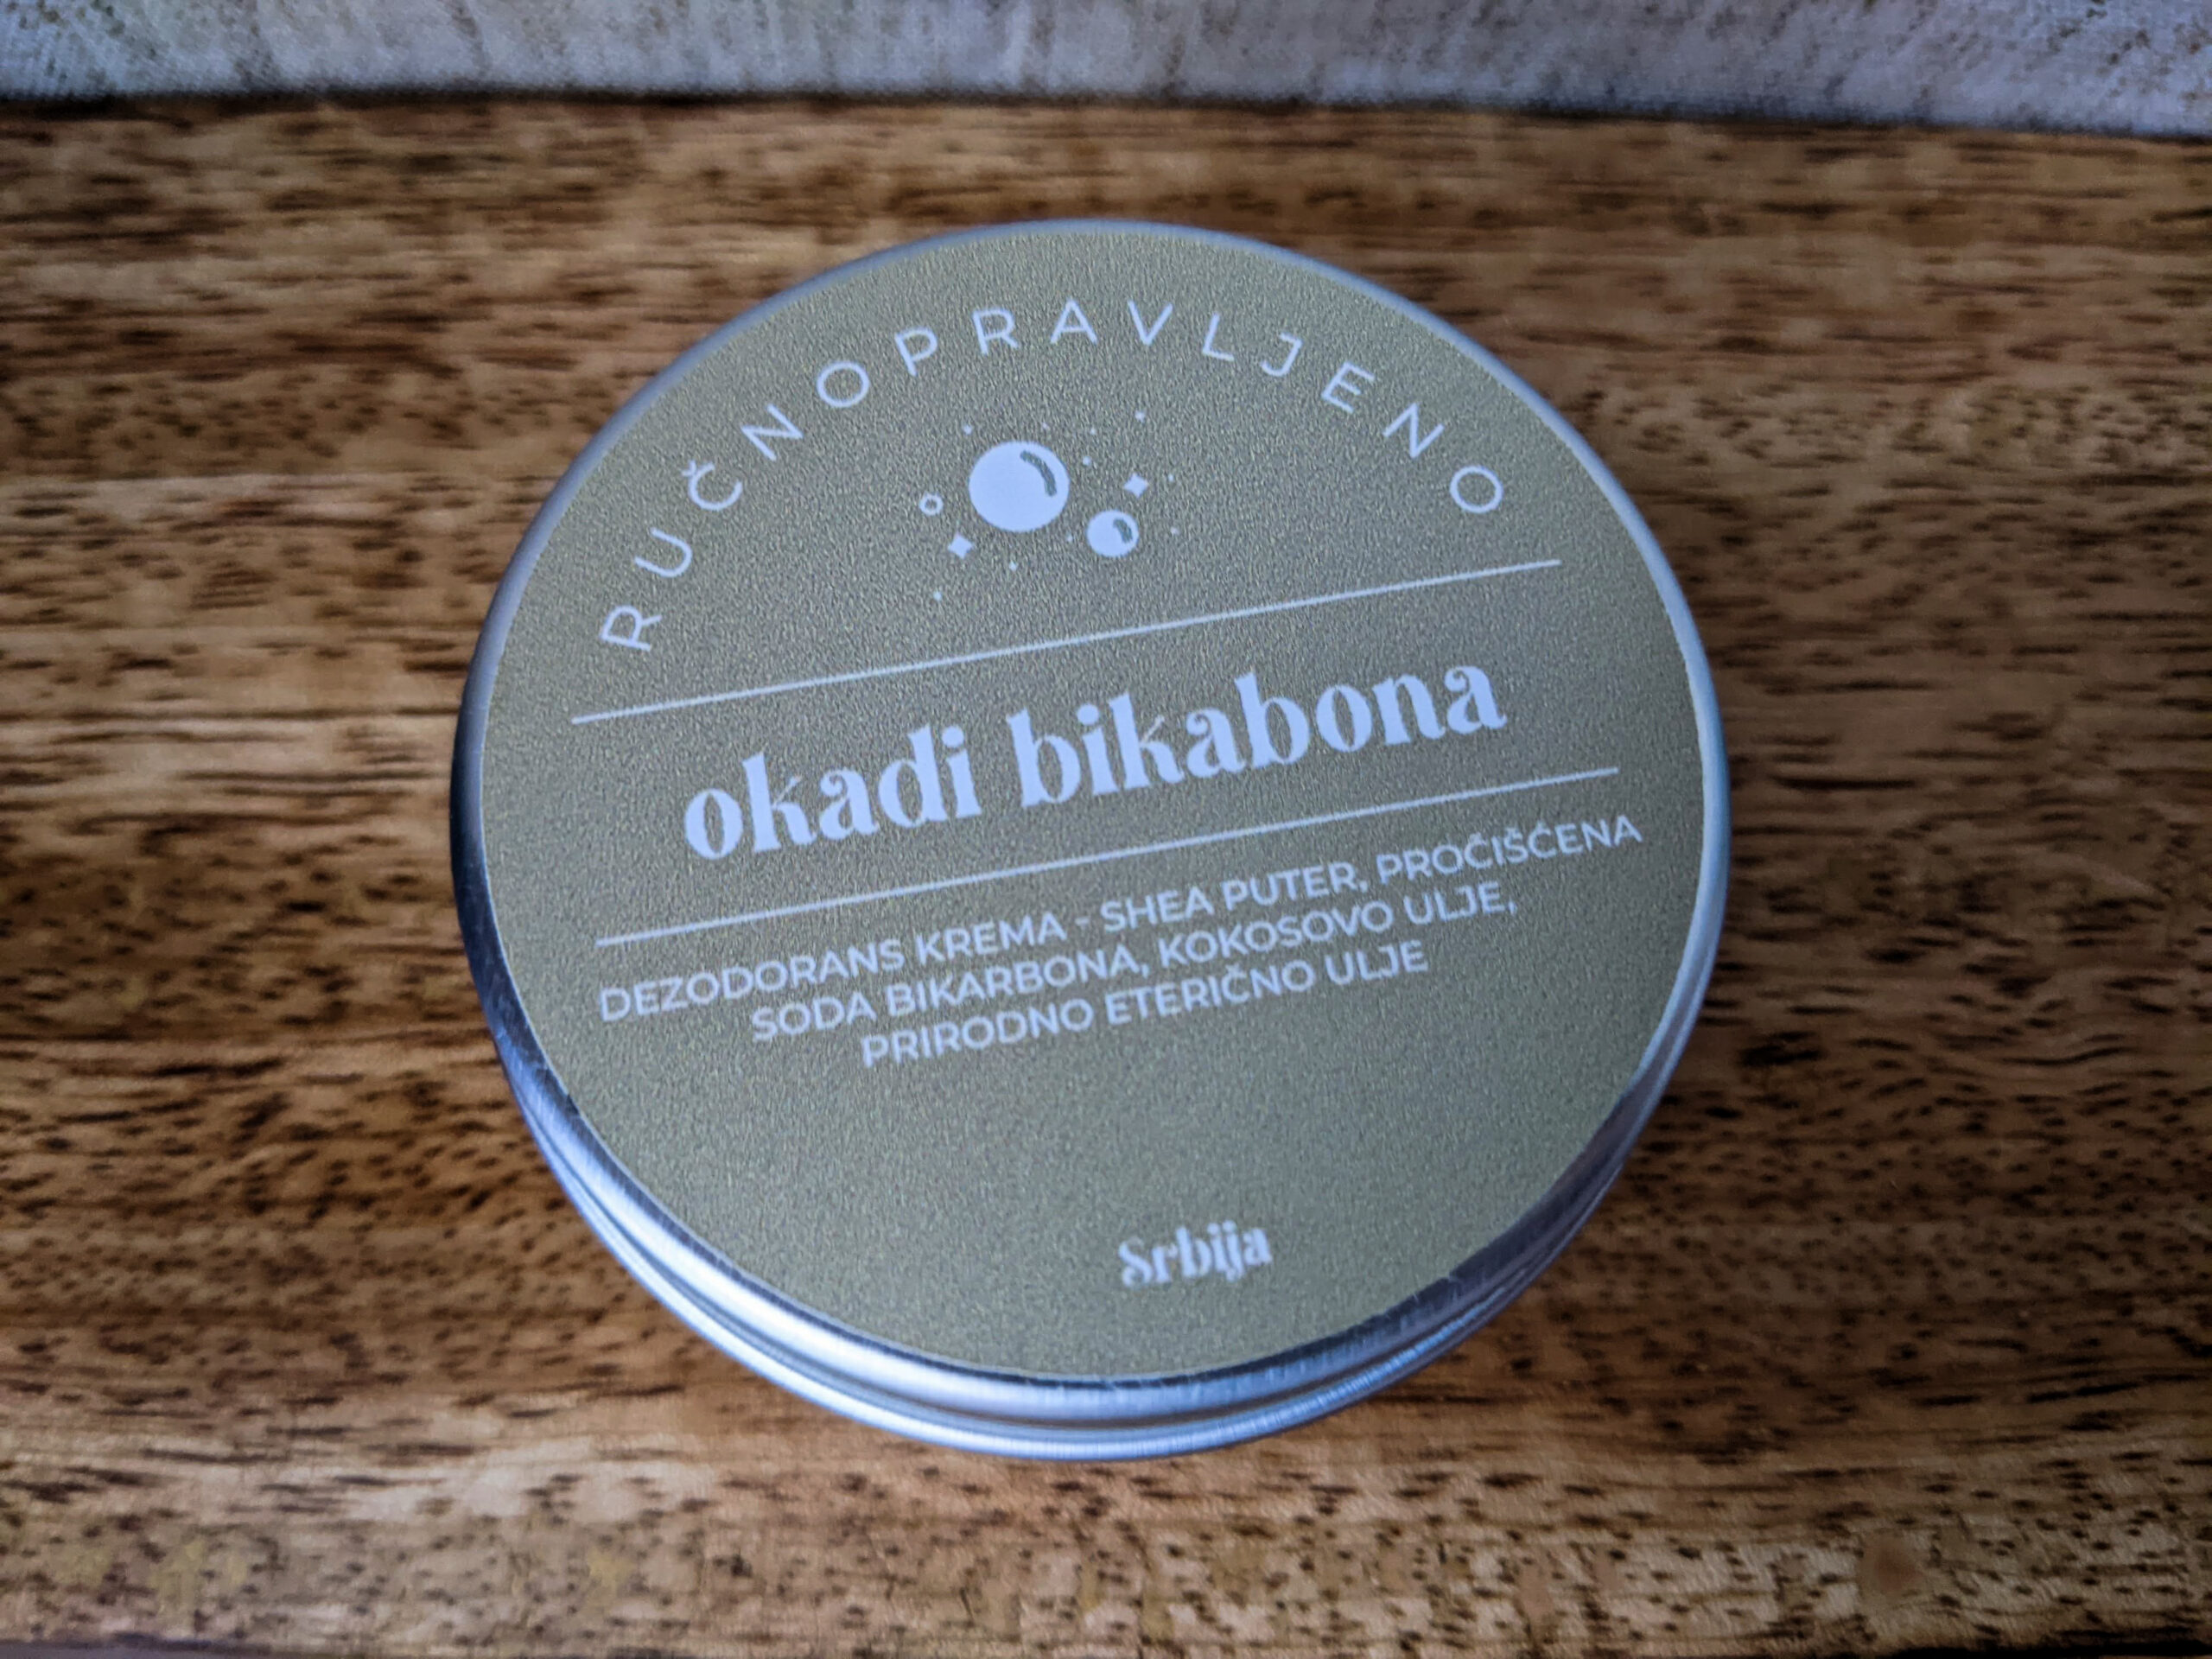 RUČNOPRAVLJENO
okadi bikabona
DEZODORANS KREMA - SHEA PUTER, PROČIŠĆENA
SODA BIKARBONA, KOKOSOVO ULJE,
PRIRODNO ETERIČNO ULJE
Srbija